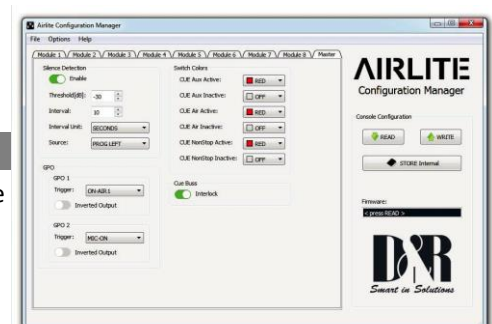 Airlite Configuration Manager
File Options Help
Module 1 Module 2 Module 3 Module 4 Module 5 Module 6 Module 7 Module 8 Master
Silence Detection
Enable
Threshold[dB]: -30
Interval: 10
Interval Unit: SECONDS
Source: PROG LEFT
GPO
GPO 1
Trigger: ON-AIR 1
Inverted Output
GPO 2
Trigger: MIC-ON
Inverted Output
Switch Colors
CUE Aux Active: RED
CUE Aux Inactive: OFF
CUE Air Active: RED
CUE Air Inactive: OFF
CUE NonStop Active: RED
CUE NonStop Inactive: OFF
Cue Buss
Interlock
AIRLITE
Configuration Manager
Console Configuration
READ WRITE
STORE Internal
Firmware:
< press READ >
D&R
Smart in Solutions
e